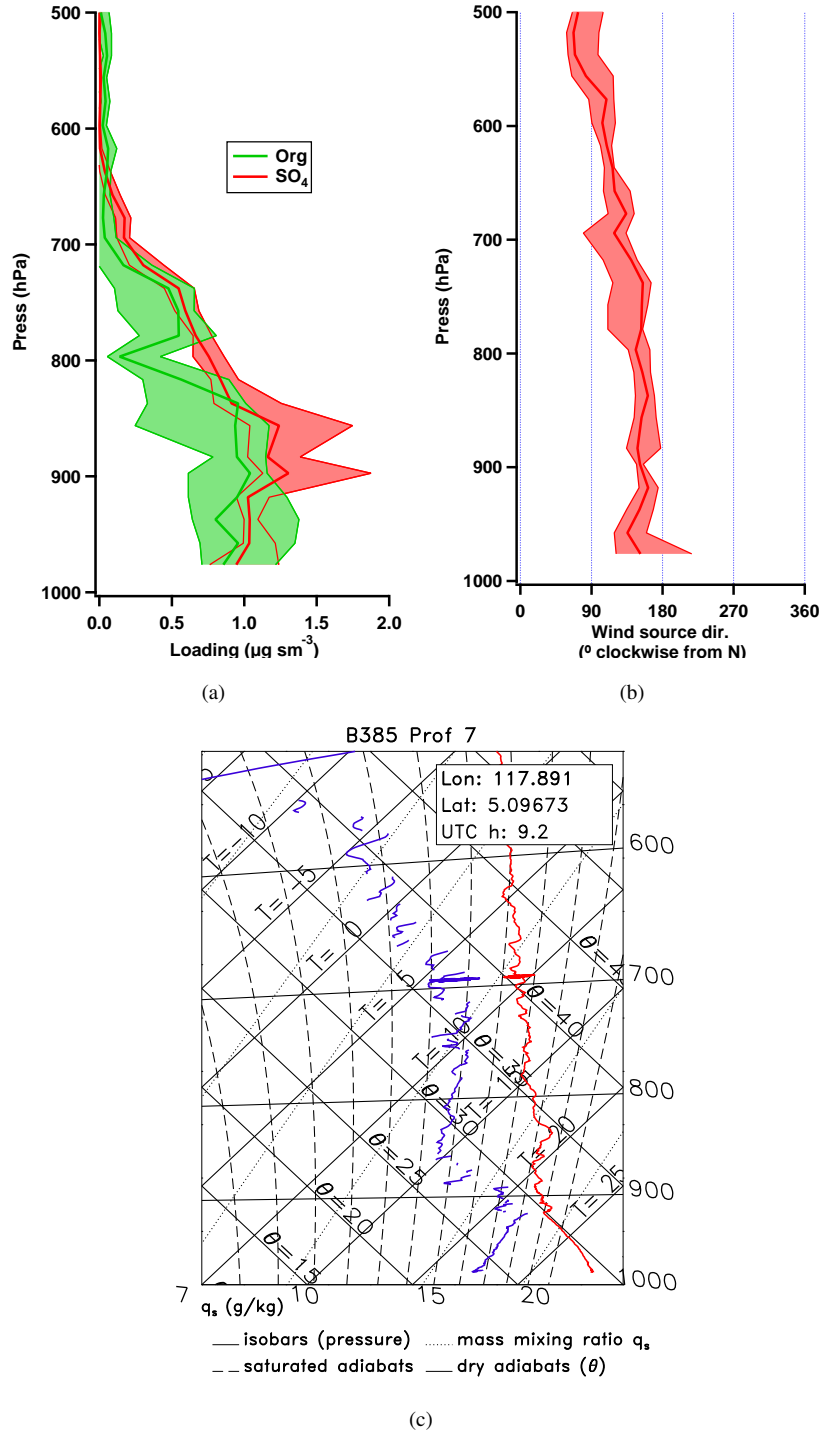 500
600
700
800
900
1000
Press (hPa)
Org
SO4
0.0 0.5 1.0 1.5 2.0
Loading (µg sm-3)
(a)
500
600
700
800
900
1000
Press (hPa)
0 90 180 270 360
Wind source dir.
(º clockwise from N)
(b)
B385 Prof 7
Lon: 117.891
Lat: 5.09673
UTC h: 9.2
600
700
800
900
1000
T=-10
T= 5
T= 0
T= 5
T= 10
T= 1
T= 20
T= 25
θ=4
θ=40
θ=35
θ=30
θ=25
θ=20
θ=15
7 10 15 20
qs (g/kg)
isobars (pressure) mass mixing ratio qs
saturated adiabats dry adiabats (θ)
(c)